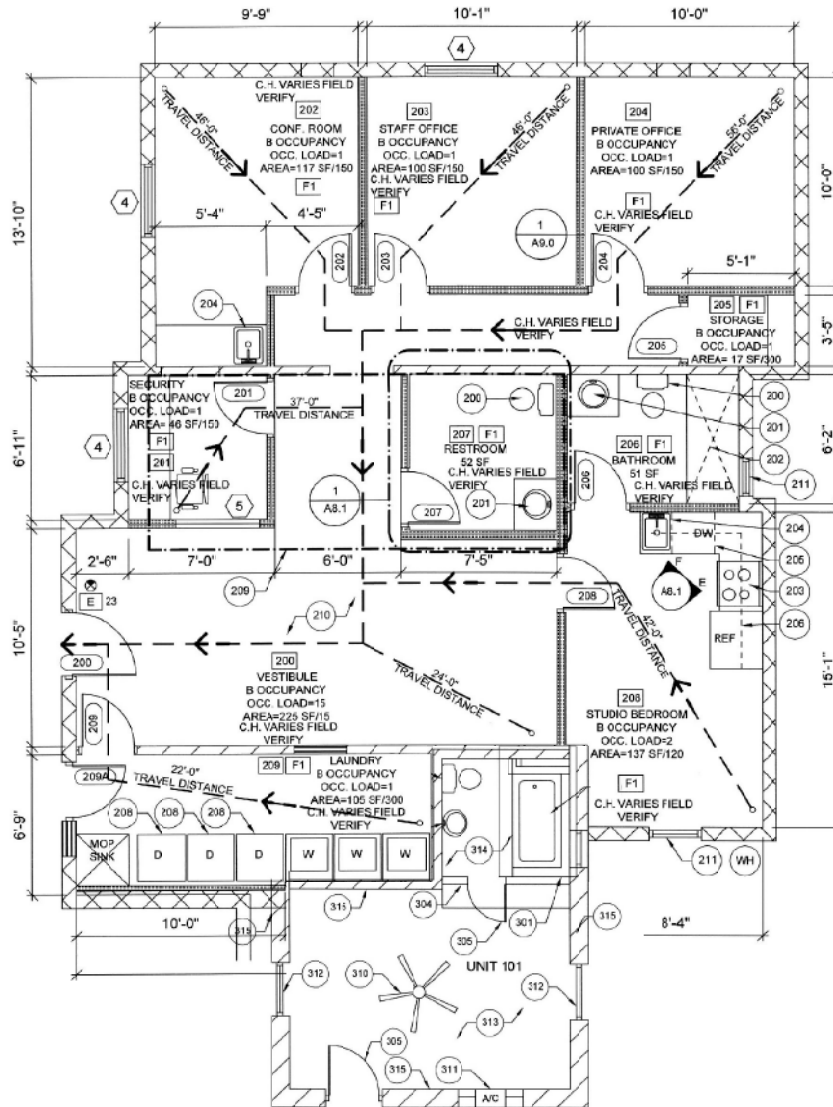 9'-9"
10'-1"
10'-0"
4
4
C.H. VARIES FIELD
VERIFY
202
CONF. ROOM
B OCCUPANCY
OCC. LOAD=1
AREA=117 SF/150
F1
46'-0"
TRAVEL DISTANCE
203
STAFF OFFICE
B OCCUPANCY
OCC. LOAD=1
AREA=100 SF/150
C.H. VARIES FIELD
VERIFY
F1
46'-0"
TRAVEL DISTANCE
204
PRIVATE OFFICE
B OCCUPANCY
OCC. LOAD=1
AREA=100 SF/150
F1
C.H. VARIES FIELD
VERIFY
56'-0"
TRAVEL DISTANCE
13'-10"
10'-0"
4
5'-4"
4'-5"
1
A9.0
5'-1"
202
203
204
204
C.H. VARIES FIELD
VERIFY
205
F1
STORAGE
B OCCUPANCY
OCC. LOAD=1
AREA= 17 SF/300
205
3'-5"
SECURITY
B OCCUPANCY
OCC. LOAD=1
AREA= 46 SF/150
F1
201
C.H. VARIES FIELD
VERIFY
201
37'-0"
TRAVEL DISTANCE
4
5
6'-11"
1
A8.1
200
207
F1
RESTROOM
52 SF
C.H. VARIES FIELD
VERIFY
201
207
206
206
F1
BATHROOM
51 SF
C.H. VARIES FIELD
VERIFY
200
201
202
211
6'-2"
204
DW
205
F
E
A8.1
203
206
REF
2'-6"
7'-0"
6'-0"
7'-5"
209
210
208
E
23
10'-5"
200
209
200
VESTIBULE
B OCCUPANCY
OCC. LOAD=15
AREA=225 SF/15
C.H. VARIES FIELD
VERIFY
24'-0"
TRAVEL DISTANCE
42'-0"
TRAVEL DISTANCE
208
STUDIO BEDROOM
B OCCUPANCY
OCC. LOAD=2
AREA=137 SF/120
F1
C.H. VARIES FIELD
VERIFY
15'-1"
209A
22'-0"
TRAVEL DISTANCE
209
F1
LAUNDRY
B OCCUPANCY
OCC. LOAD=1
AREA=105 SF/300
C.H. VARIES FIELD
VERIFY
6'-9"
208
208
208
MOP
SINK
D
D
D
W
W
W
314
211
WH
10'-0"
315
315
304
305
301
315
8'-4"
UNIT 101
312
310
312
313
305
315
311
A/C